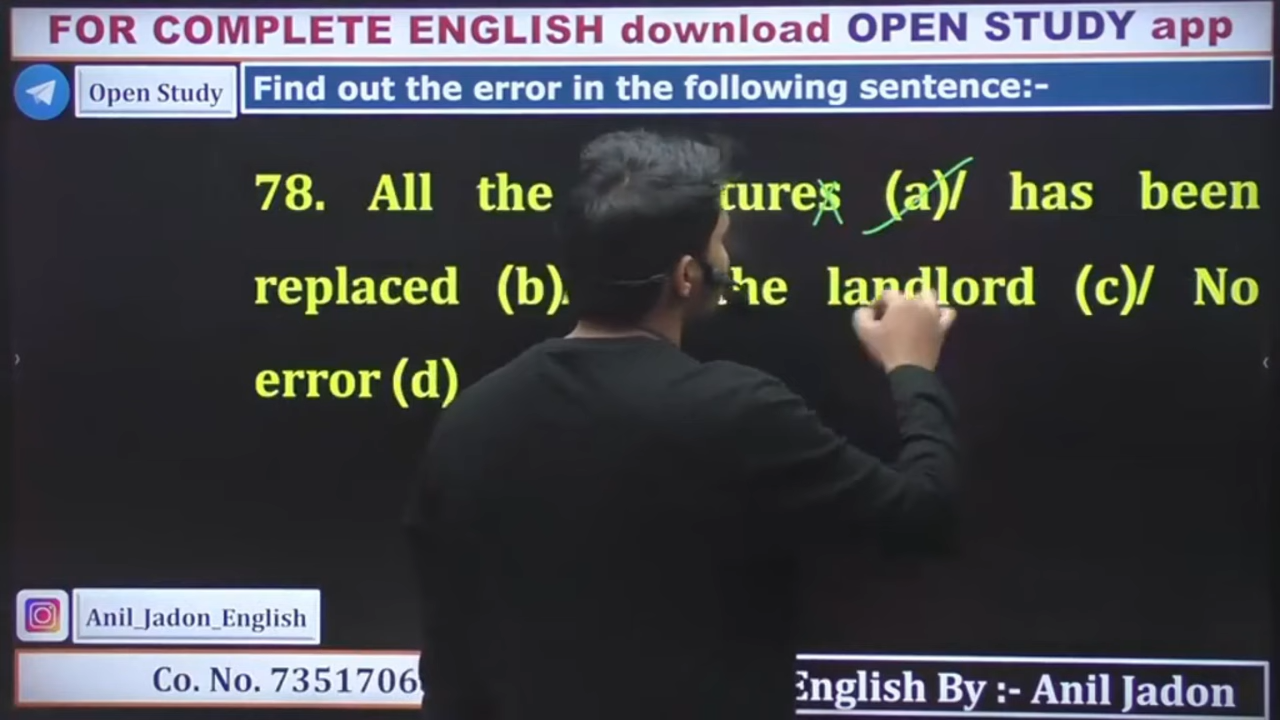 FOR COMPLETE ENGLISH download OPEN STUDY app
Open Study
Find out the error in the following sentence:-
78. All the tures (a)/ has been
replaced (b) he landlord (c)/ No
error (d)
Anil_Jadon_English
Co. No. 7351706
English By :- Anil Jadon